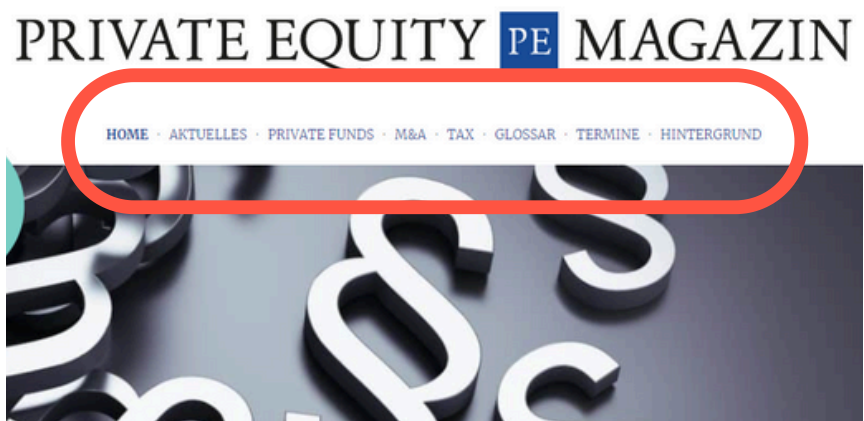 PRIVATE EQUITY PE MAGAZIN
HOME · AKTUELLES · PRIVATE FUNDS · M&A · TAX · GLOSSAR · TERMINE · HINTERGRUND